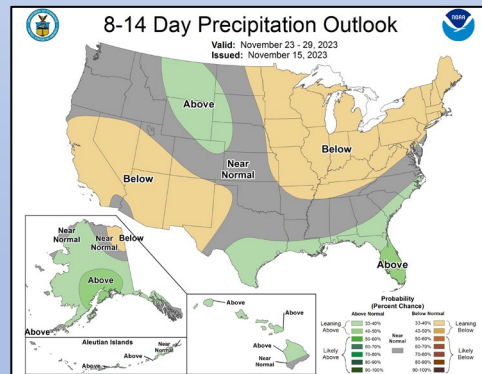 NOAA
8-14 Day Precipitation Outlook
Valid: November 23 - 29, 2023
Issued: November 15, 2023
Above
Near
Normal
Below
Below
Above
Near
Normal
Near
Normal
Below
Above
Above
Aleutian Islands
Above
Above
Near
Normal
Above
Above
Above
Above
Near
Normal
Probability
(Percent Chance)
Above Normal
Below Normal
Leaning
Above
33-40%
40-50%
Likely
Above
50-60%
60-70%
70-80%
80-90%
90-100%
Near
Normal
33-40%
40-50%
Leaning
Below
50-60%
60-70%
70-80%
80-90%
90-100%
Likely
Below